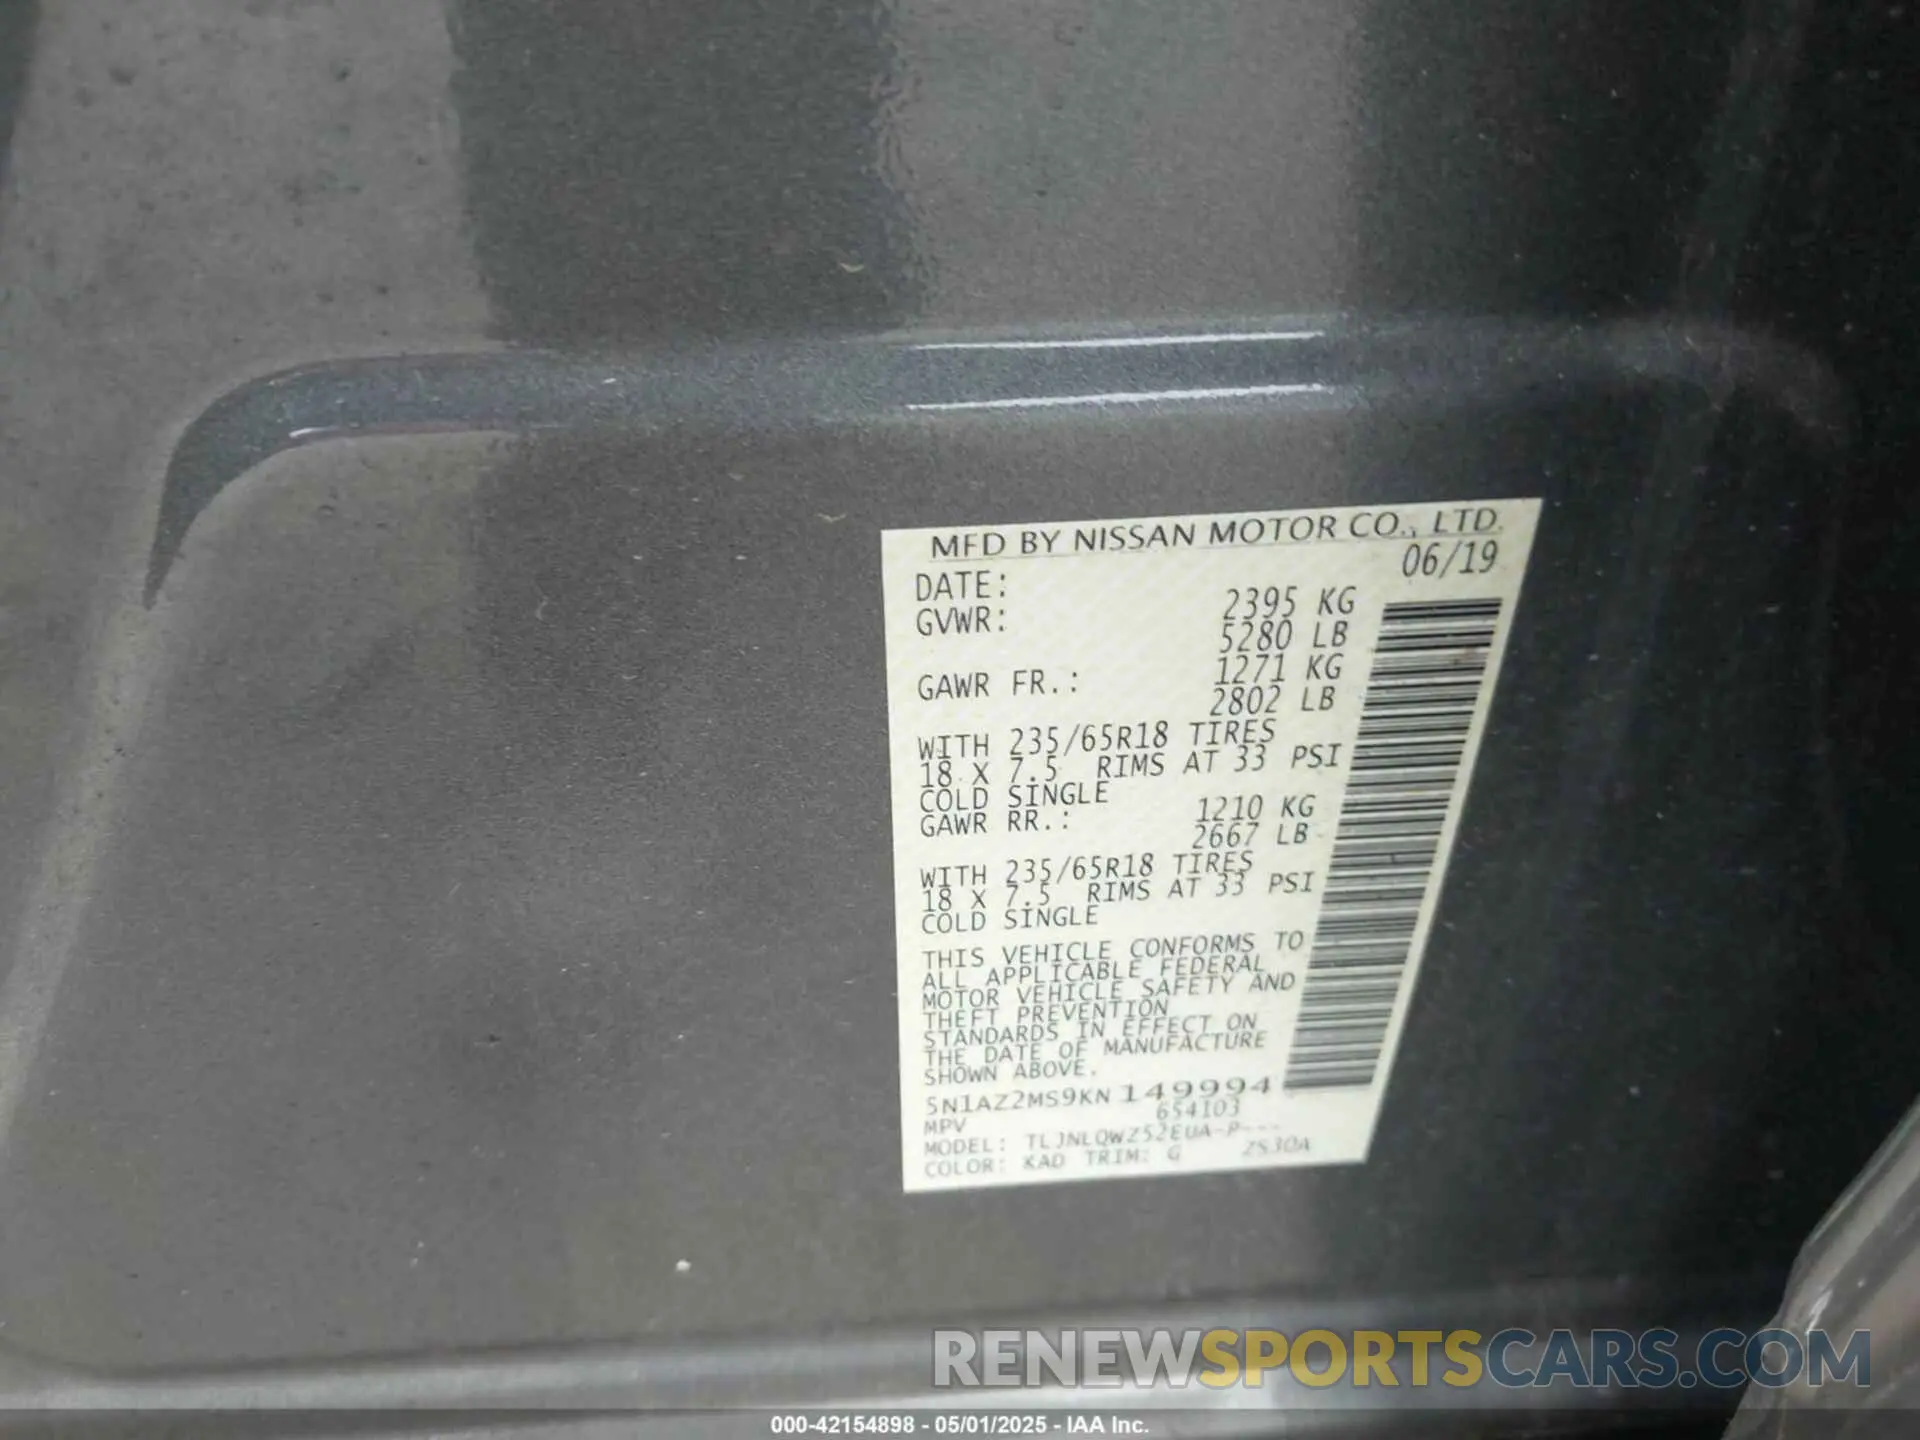 MFD BY NISSAN MOTOR CO., LTD.
DATE: 06/19
GVWR: 2395 KG
5280 LB
GAWR FR.: 1271 KG
2802 LB
WITH 235/65R18 TIRES
18 X 7.5 RIMS AT 33 PSI
COLD SINGLE
GAWR RR.: 1210 KG
2667 LB
WITH 235/65R18 TIRES
18 X 7.5 RIMS AT 33 PSI
COLD SINGLE
THIS VEHICLE CONFORMS TO
ALL APPLICABLE FEDERAL
MOTOR VEHICLE SAFETY AND
THEFT PREVENTION
STANDARDS IN EFFECT ON
THE DATE OF MANUFACTURE
SHOWN ABOVE.
5N1AZ2MS9KN149994
MPV 654103
MODEL: TLJNLQWZ52EUA-P---
COLOR: KAD TRIM: G ZS30A
RENEWSPORTSCARS.COM
000-42154898 - 05/01/2025 - IAA Inc.